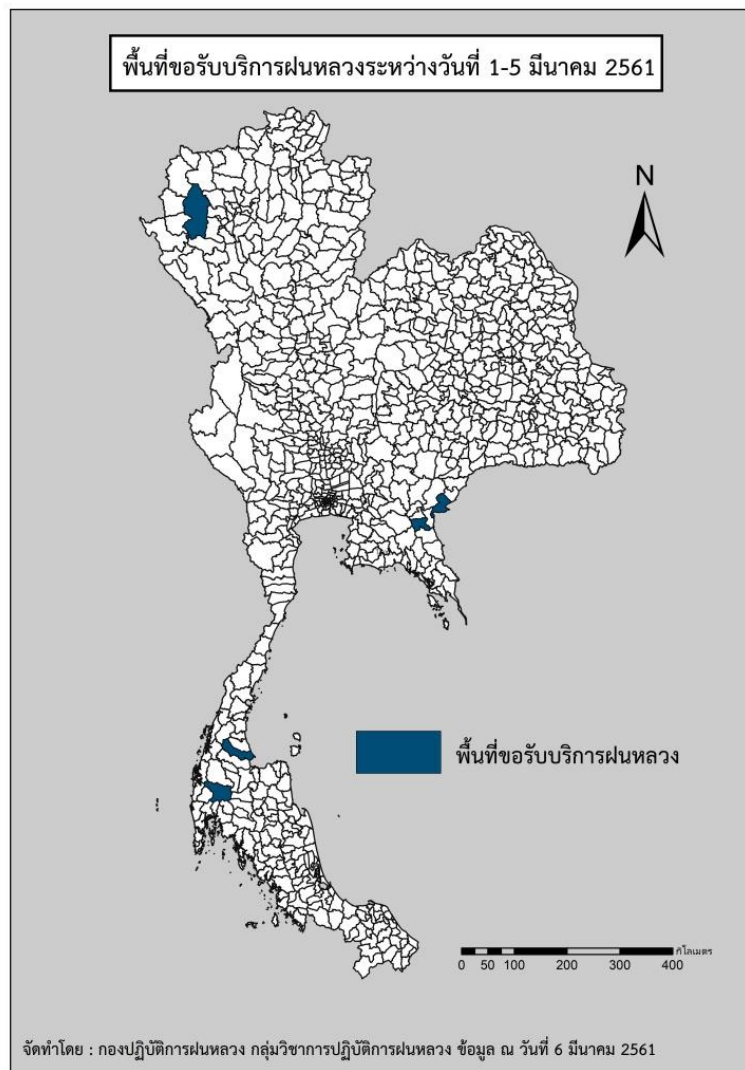 พื้นที่ขอรับบริการฝนหลวงระหว่างวันที่ 1-5 มีนาคม 2561
N
พื้นที่ขอรับบริการฝนหลวง
กิโลเมตร
0 50 100 200 300 400
จัดทำโดย : กองปฏิบัติการฝนหลวง กลุ่มวิชาการปฏิบัติการฝนหลวง ข้อมูล ณ วันที่ 6 มีนาคม 2561